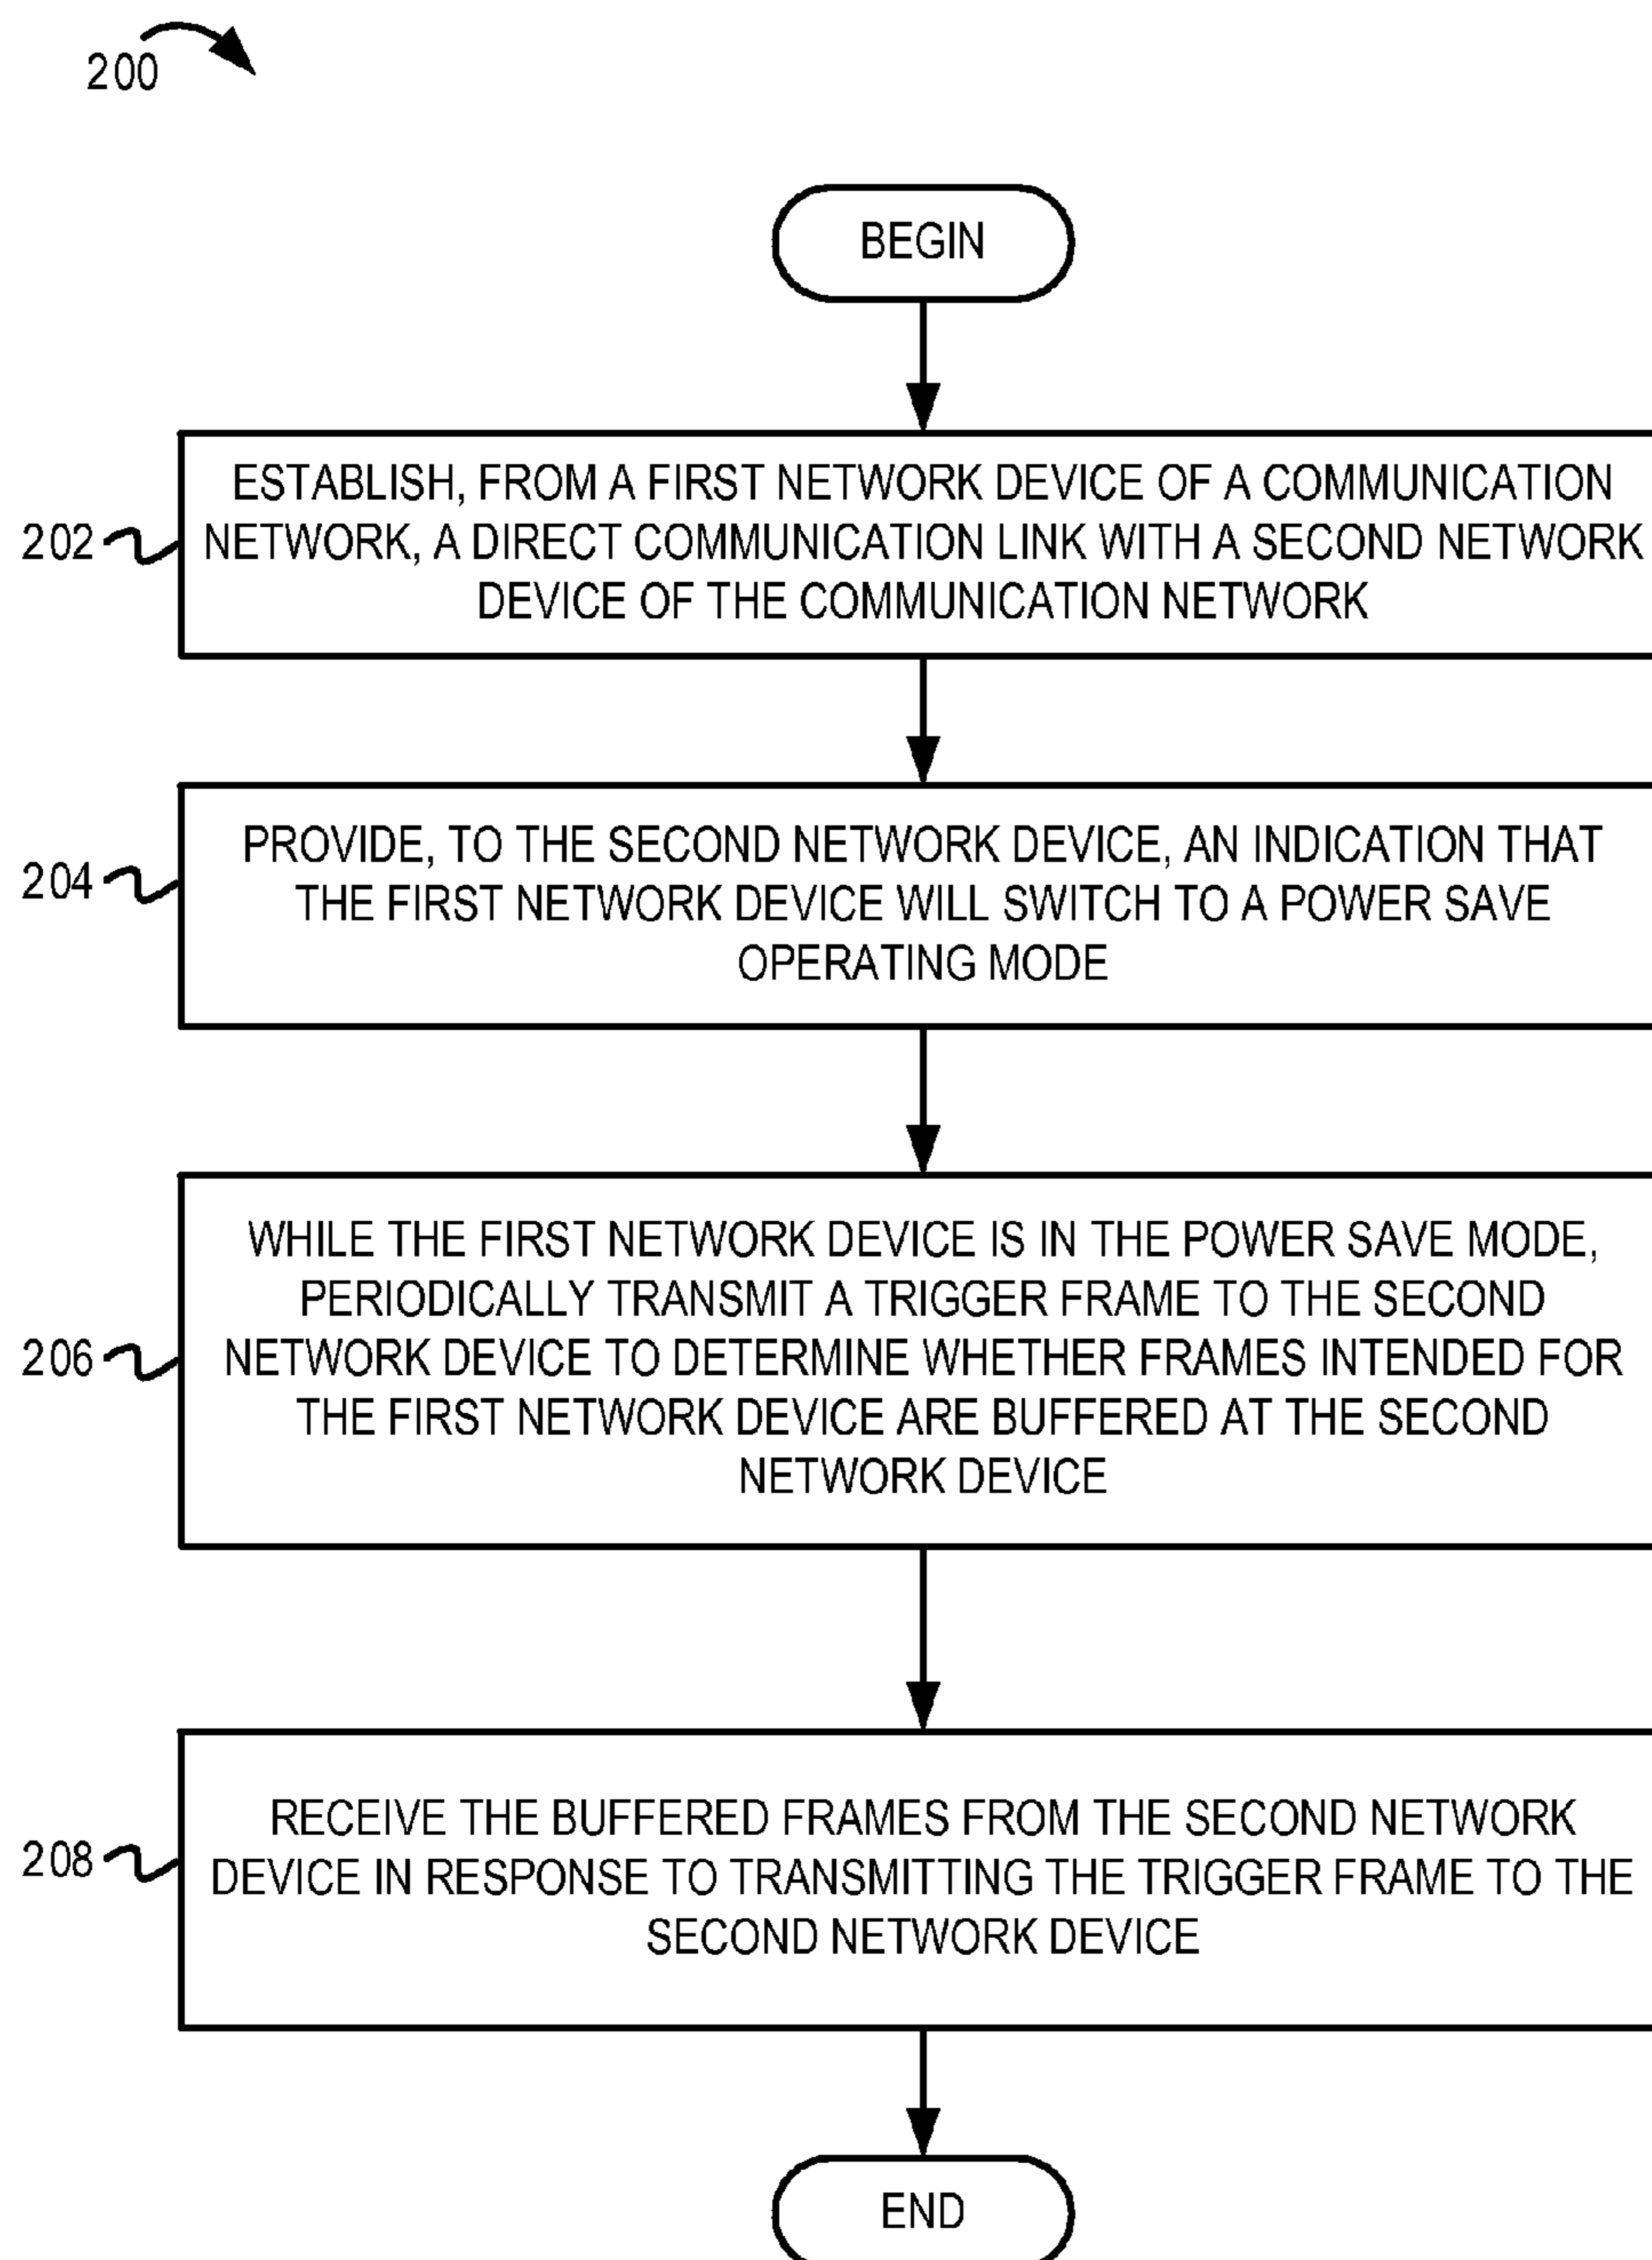 200
BEGIN
202
ESTABLISH, FROM A FIRST NETWORK DEVICE OF A COMMUNICATION
NETWORK, A DIRECT COMMUNICATION LINK WITH A SECOND NETWORK
DEVICE OF THE COMMUNICATION NETWORK
204
PROVIDE, TO THE SECOND NETWORK DEVICE, AN INDICATION THAT
THE FIRST NETWORK DEVICE WILL SWITCH TO A POWER SAVE
OPERATING MODE
206
WHILE THE FIRST NETWORK DEVICE IS IN THE POWER SAVE MODE,
PERIODICALLY TRANSMIT A TRIGGER FRAME TO THE SECOND
NETWORK DEVICE TO DETERMINE WHETHER FRAMES INTENDED FOR
THE FIRST NETWORK DEVICE ARE BUFFERED AT THE SECOND
NETWORK DEVICE
208
RECEIVE THE BUFFERED FRAMES FROM THE SECOND NETWORK
DEVICE IN RESPONSE TO TRANSMITTING THE TRIGGER FRAME TO THE
SECOND NETWORK DEVICE
END